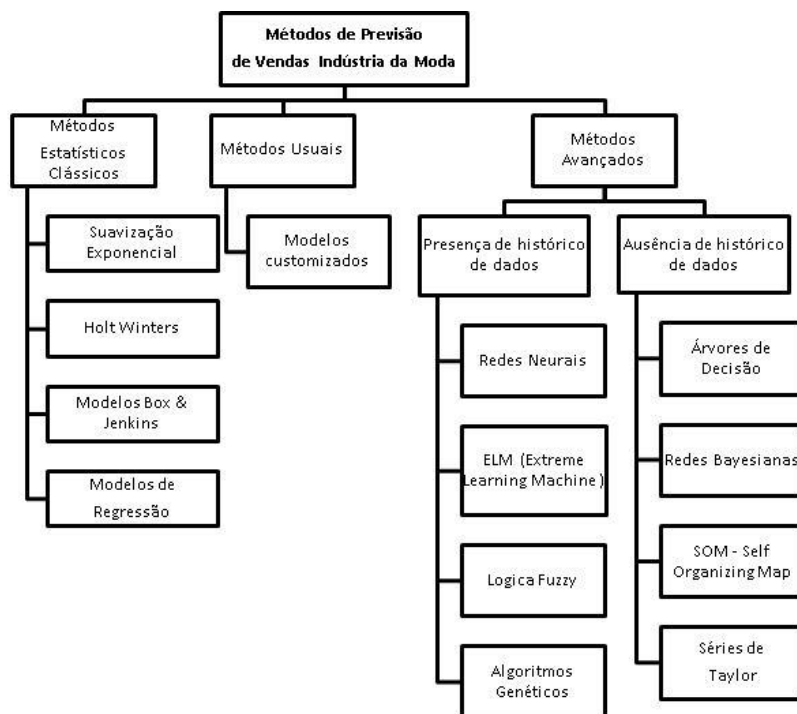 Métodos de Previsão
de Vendas Indústria da Moda
Métodos
Estatísticos
Clássicos
Suavização
Exponencial
Holt Winters
Modelos Box &
Jenkins
Modelos de
Regressão
Métodos Usuais
Modelos
customizados
Métodos
Avançados
Presença de histórico
de dados
Redes Neurais
ELM (Extreme
Learning Machine)
Logica Fuzzy
Algoritmos
Genéticos
Ausência de histórico
de dados
Árvores de
Decisão
Redes Bayesianas
SOM - Self
Organizing Map
Séries de
Taylor